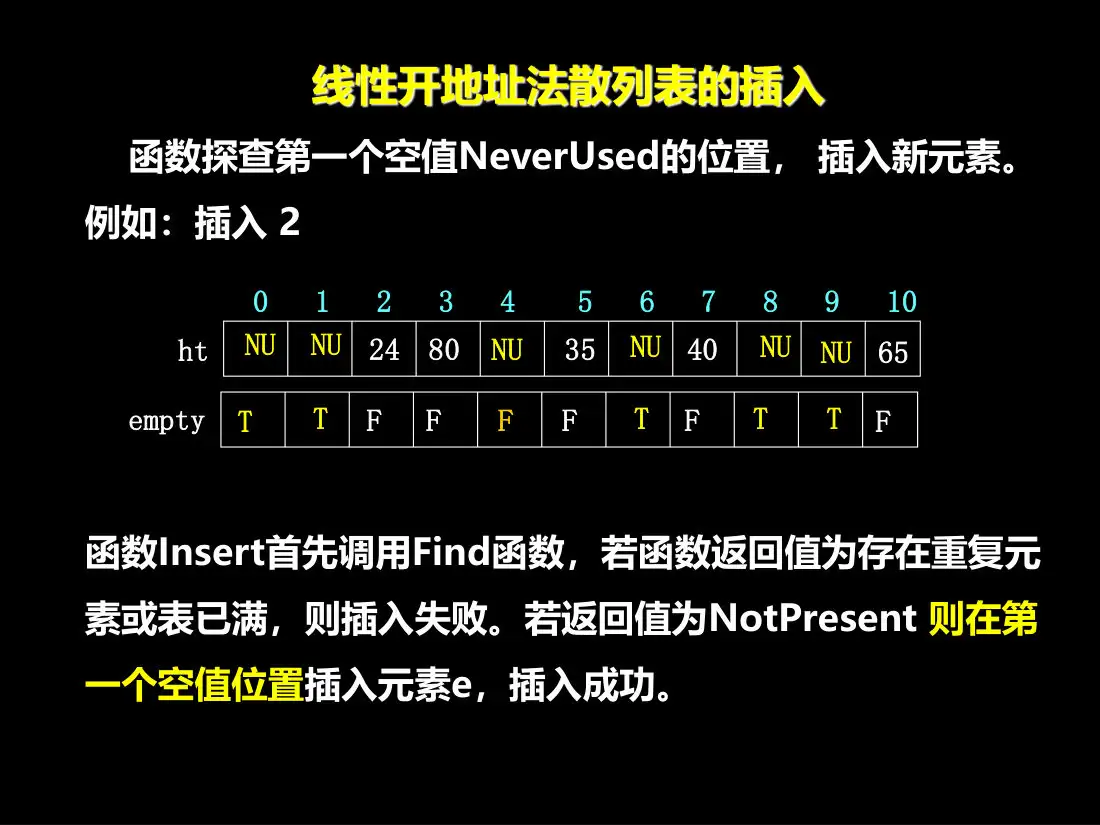 线性开地址法散列表的插入
函数探查第一个空值NeverUsed的位置， 插入新元素。
例如：插入 2
0 1 2 3 4 5 6 7 8 9 10
ht NU NU 24 80 NU 35 NU 40 NU NU 65
empty T T F F F F T F T T F
函数Insert首先调用Find函数，若函数返回值为存在重复元
素或表已满，则插入失败。若返回值为NotPresent 则在第
一个空值位置插入元素e，插入成功。